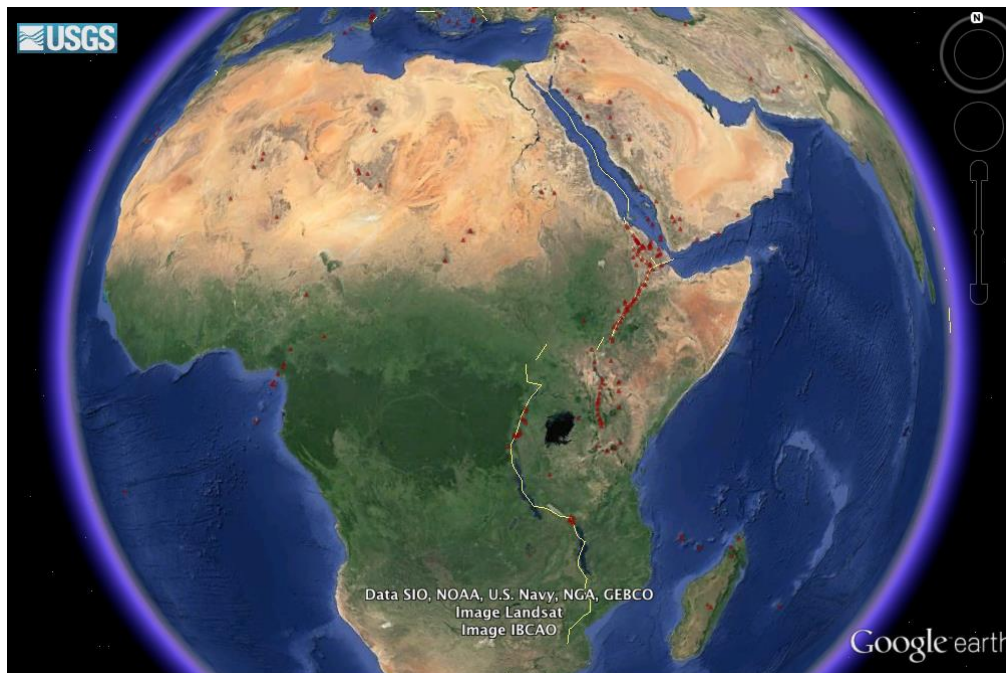 USGS
N
Data SIO, NOAA, U.S. Navy, NGA, GEBCO
Image Landsat
Image IBCAO
Google earth